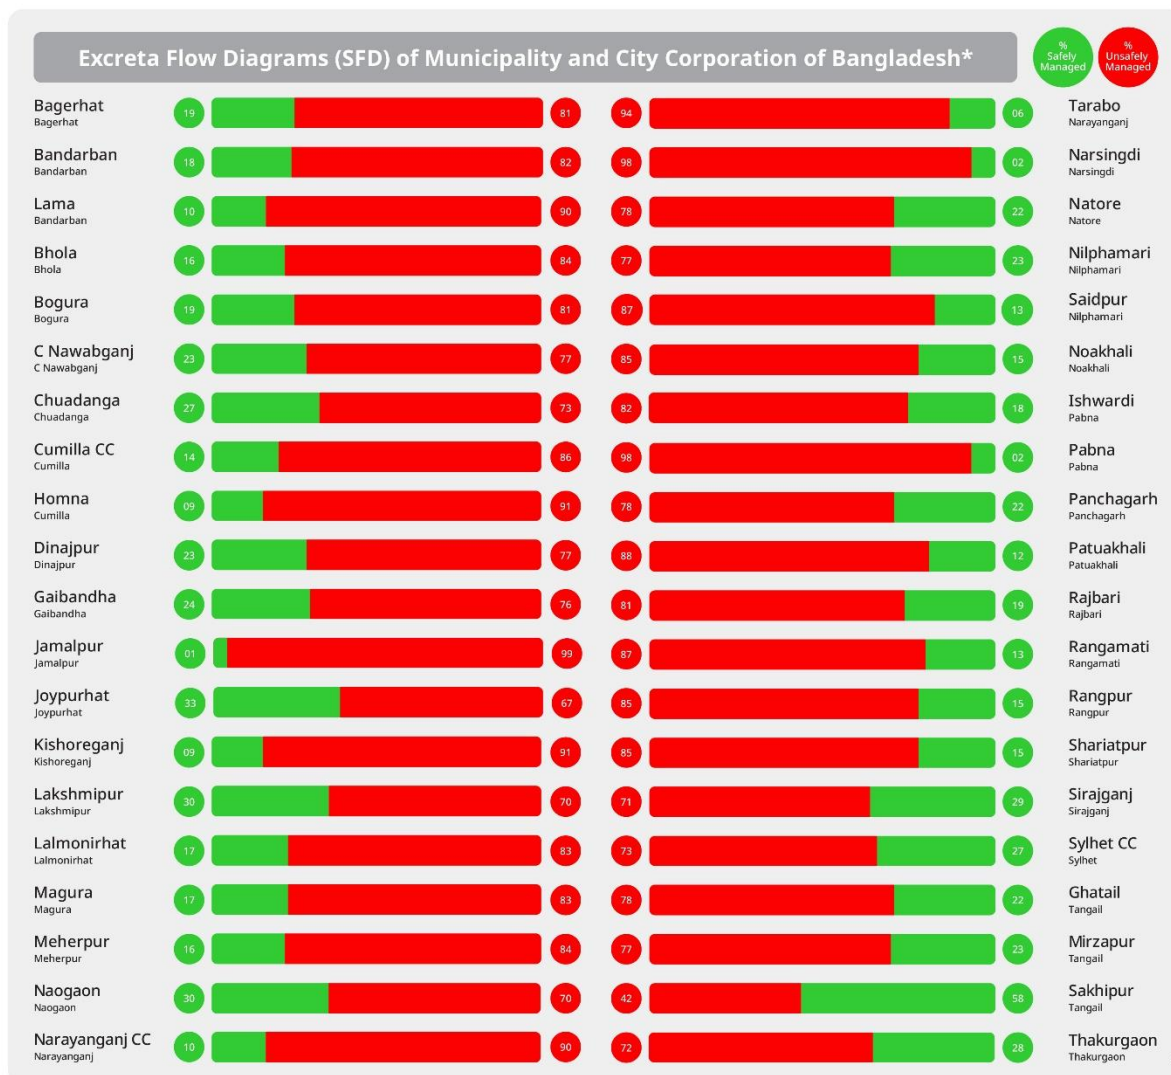 Excreta Flow Diagrams (SFD) of Municipality and City Corporation of Bangladesh*
%
Safely
Managed
%
Unsafely
Managed
Bagerhat
Bagerhat
19
81
94
06
Tarabo
Narayanganj
Bandarban
Bandarban
18
82
98
02
Narsingdi
Narsingdi
Lama
Bandarban
10
90
78
22
Natore
Natore
Bhola
Bhola
16
84
77
23
Nilphamari
Nilphamari
Bogura
Bogura
19
81
87
13
Saidpur
Nilphamari
C Nawabganj
C Nawabganj
23
77
85
15
Noakhali
Noakhali
Chuadanga
Chuadanga
27
73
82
18
Ishwardi
Pabna
Cumilla CC
Cumilla
14
86
98
02
Pabna
Pabna
Homna
Cumilla
09
91
78
22
Panchagarh
Panchagarh
Dinajpur
Dinajpur
23
77
88
12
Patuakhali
Patuakhali
Gaibandha
Gaibandha
24
76
81
19
Rajbari
Rajbari
Jamalpur
Jamalpur
01
99
87
13
Rangamati
Rangamati
Joypurhat
Joypurhat
33
67
85
15
Rangpur
Rangpur
Kishoreganj
Kishoreganj
09
91
85
15
Shariatpur
Shariatpur
Lakshmipur
Lakshmipur
30
70
71
29
Sirajganj
Sirajganj
Lalmonirhat
Lalmonirhat
17
83
73
27
Sylhet CC
Sylhet
Magura
Magura
17
83
78
22
Ghatail
Tangail
Meherpur
Meherpur
16
84
77
23
Mirzapur
Tangail
Naogaon
Naogaon
30
70
42
58
Sakhipur
Tangail
Narayanganj CC
Narayanganj
10
90
72
28
Thakurgaon
Thakurgaon